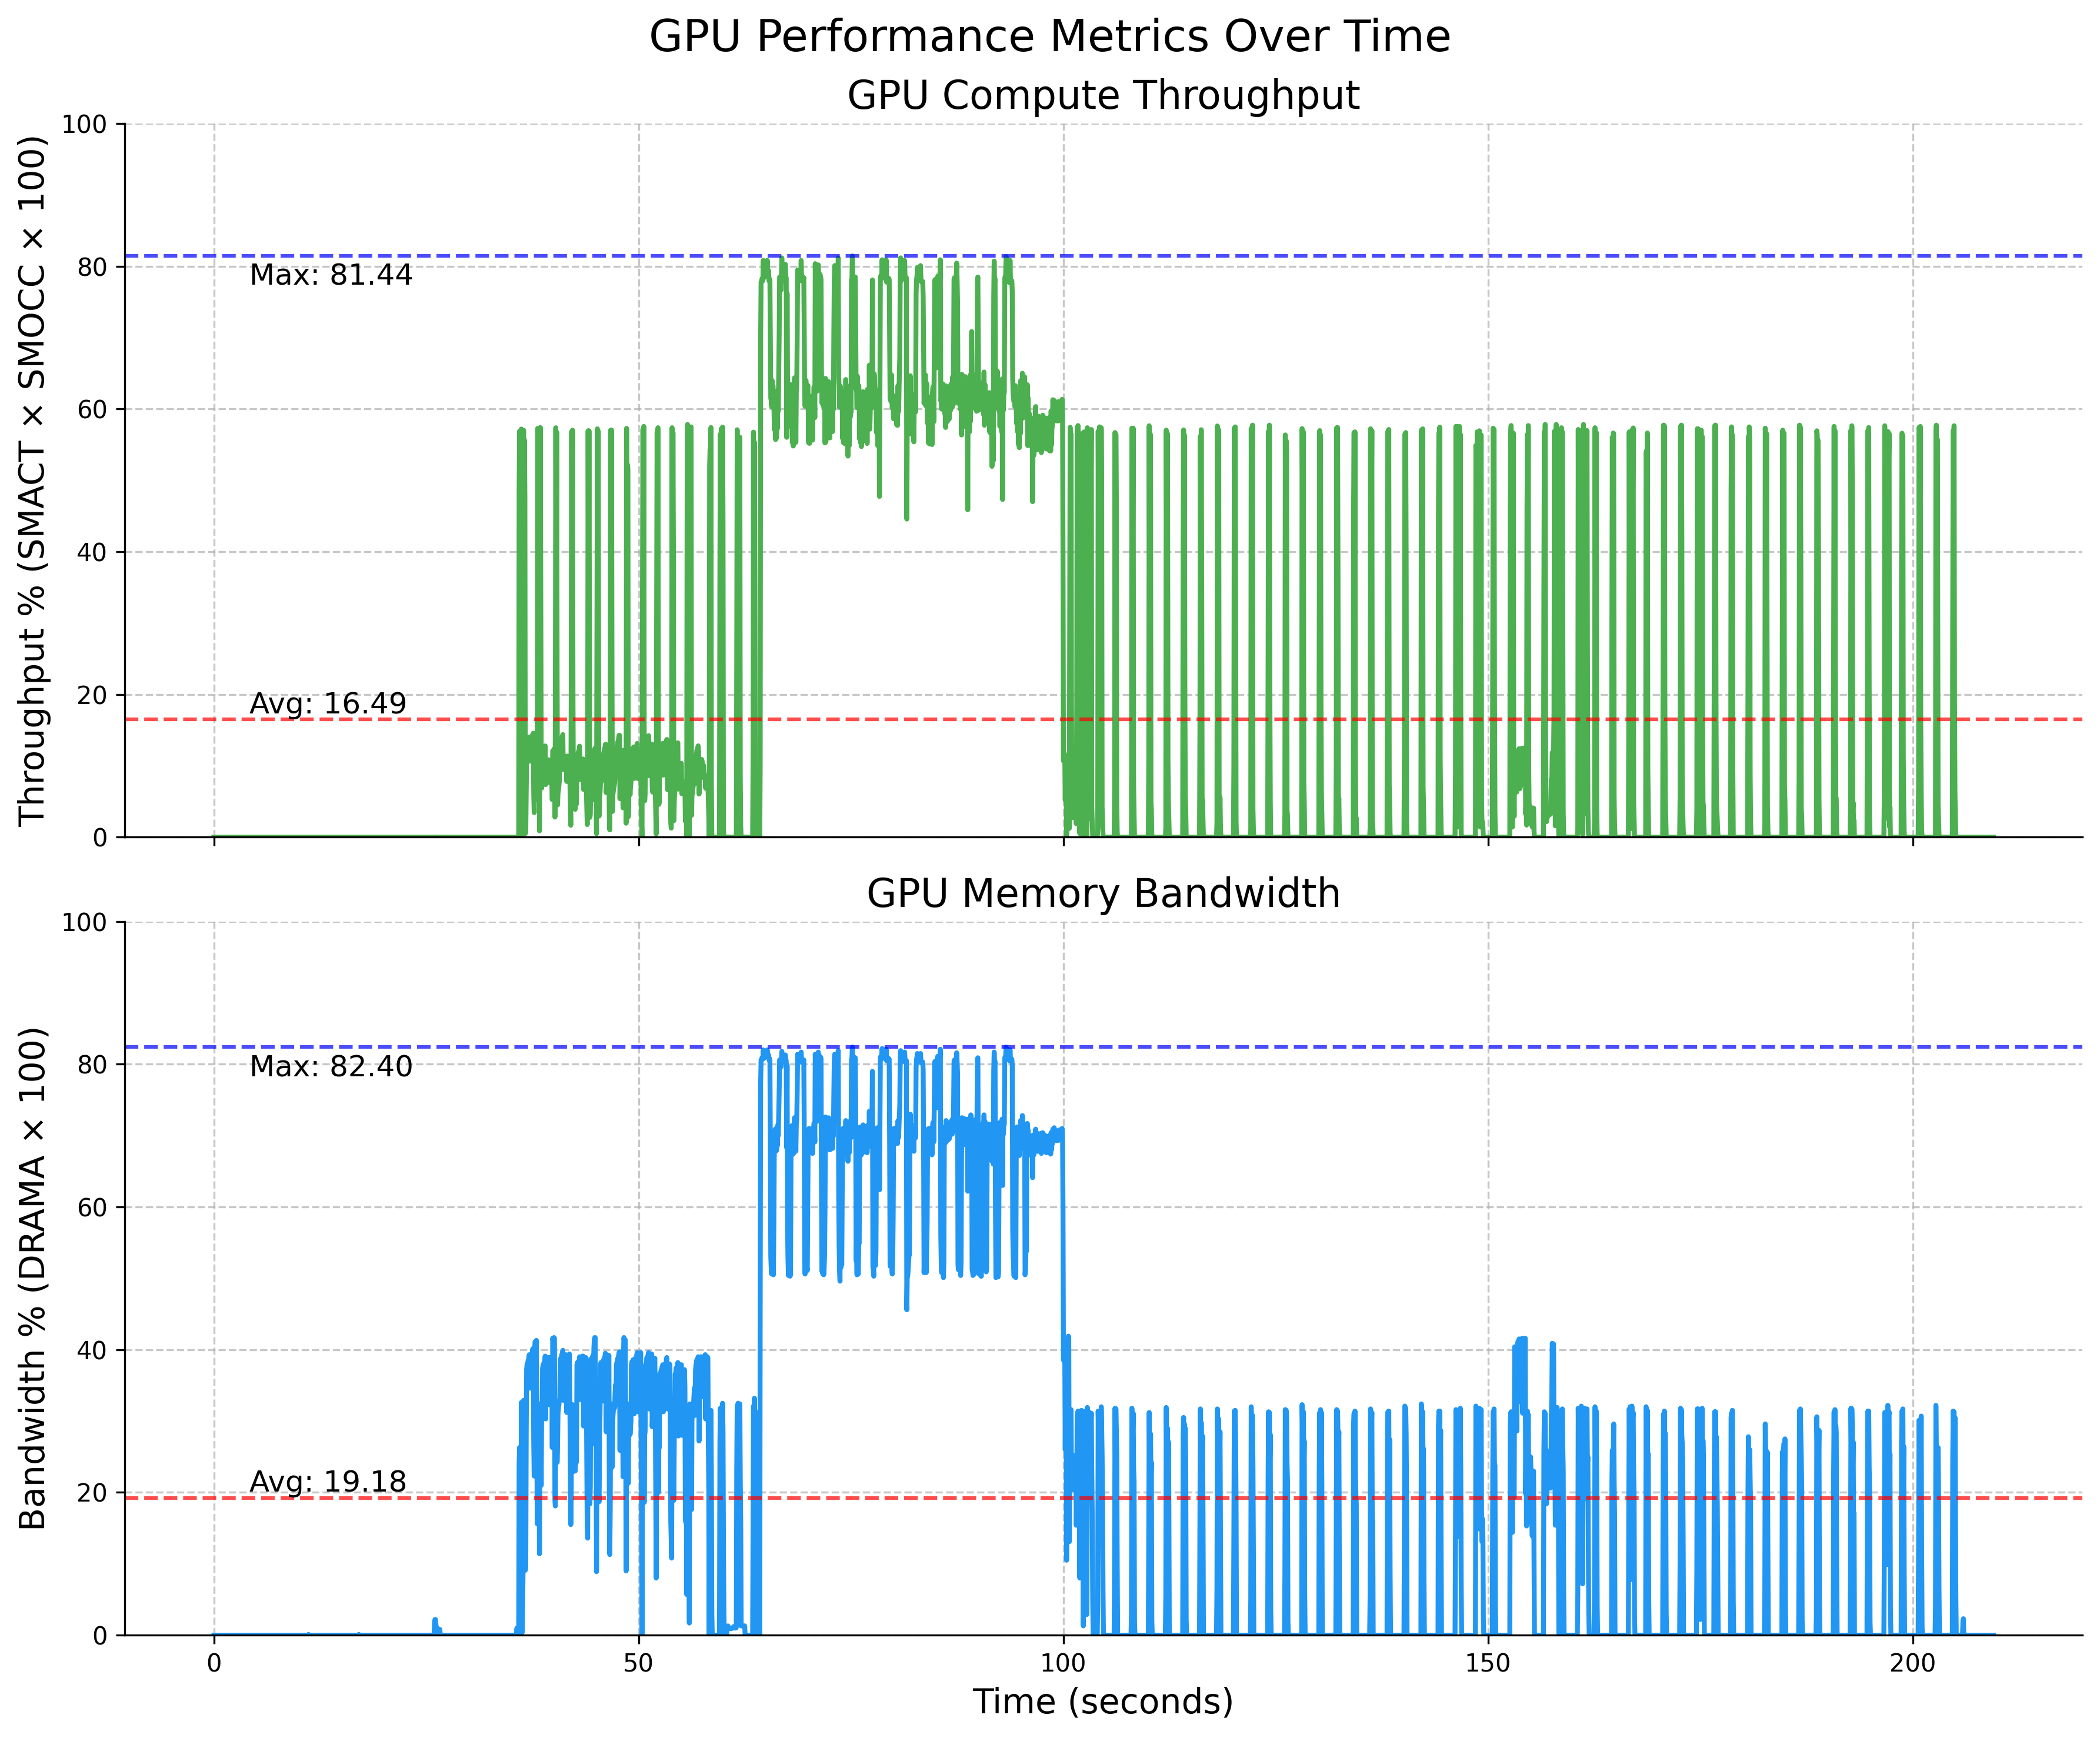 GPU Performance Metrics Over Time
GPU Compute Throughput
Throughput % (SMACT × SMOCC × 100)
100
80
60
40
20
0
Max: 81.44
Avg: 16.49
GPU Memory Bandwidth
Bandwidth % (DRAMA × 100)
100
80
60
40
20
0
Max: 82.40
Avg: 19.18
0 50 100 150 200
Time (seconds)